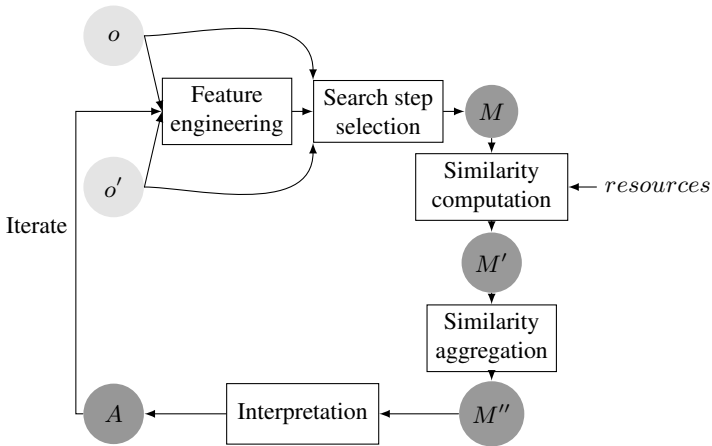 o
Feature
engineering
Search step
selection
M
o′
Similarity
computation
resources
Iterate
M′
Similarity
aggregation
A
Interpretation
M′′